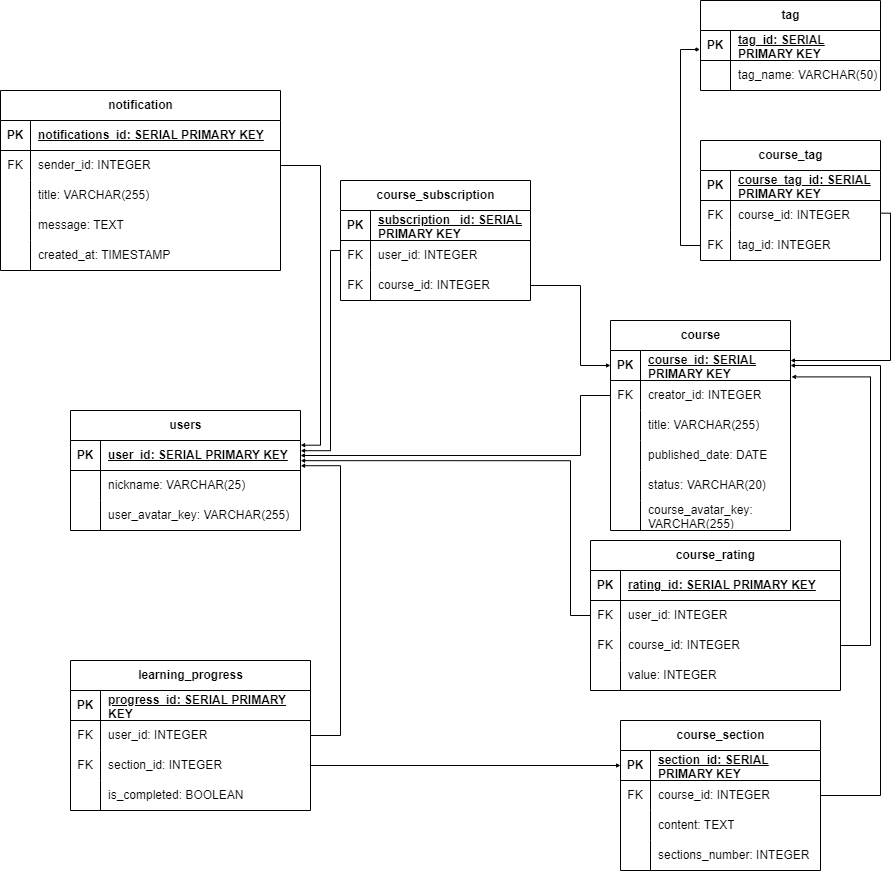 tag
PK
tag_id: SERIAL
PRIMARY KEY
tag_name: VARCHAR(50)
notification
PK
notifications_id: SERIAL PRIMARY KEY
FK
sender_id: INTEGER
title: VARCHAR(255)
message: TEXT
created_at: TIMESTAMP
course_tag
PK
course_tag_id: SERIAL
PRIMARY KEY
FK
course_id: INTEGER
FK
tag_id: INTEGER
course_subscription
PK
subscription_id: SERIAL
PRIMARY KEY
FK
user_id: INTEGER
FK
course_id: INTEGER
course
PK
course_id: SERIAL
PRIMARY KEY
FK
creator_id: INTEGER
title: VARCHAR(255)
published_date: DATE
status: VARCHAR(20)
course_avatar_key:
VARCHAR(255)
users
PK
user_id: SERIAL PRIMARY KEY
nickname: VARCHAR(25)
user_avatar_key: VARCHAR(255)
course_rating
PK
rating_id: SERIAL PRIMARY KEY
FK
user_id: INTEGER
FK
course_id: INTEGER
value: INTEGER
learning_progress
PK
progress_id: SERIAL PRIMARY
KEY
FK
user_id: INTEGER
FK
section_id: INTEGER
is_completed: BOOLEAN
course_section
PK
section_id: SERIAL
PRIMARY KEY
FK
course_id: INTEGER
content: TEXT
sections_number: INTEGER